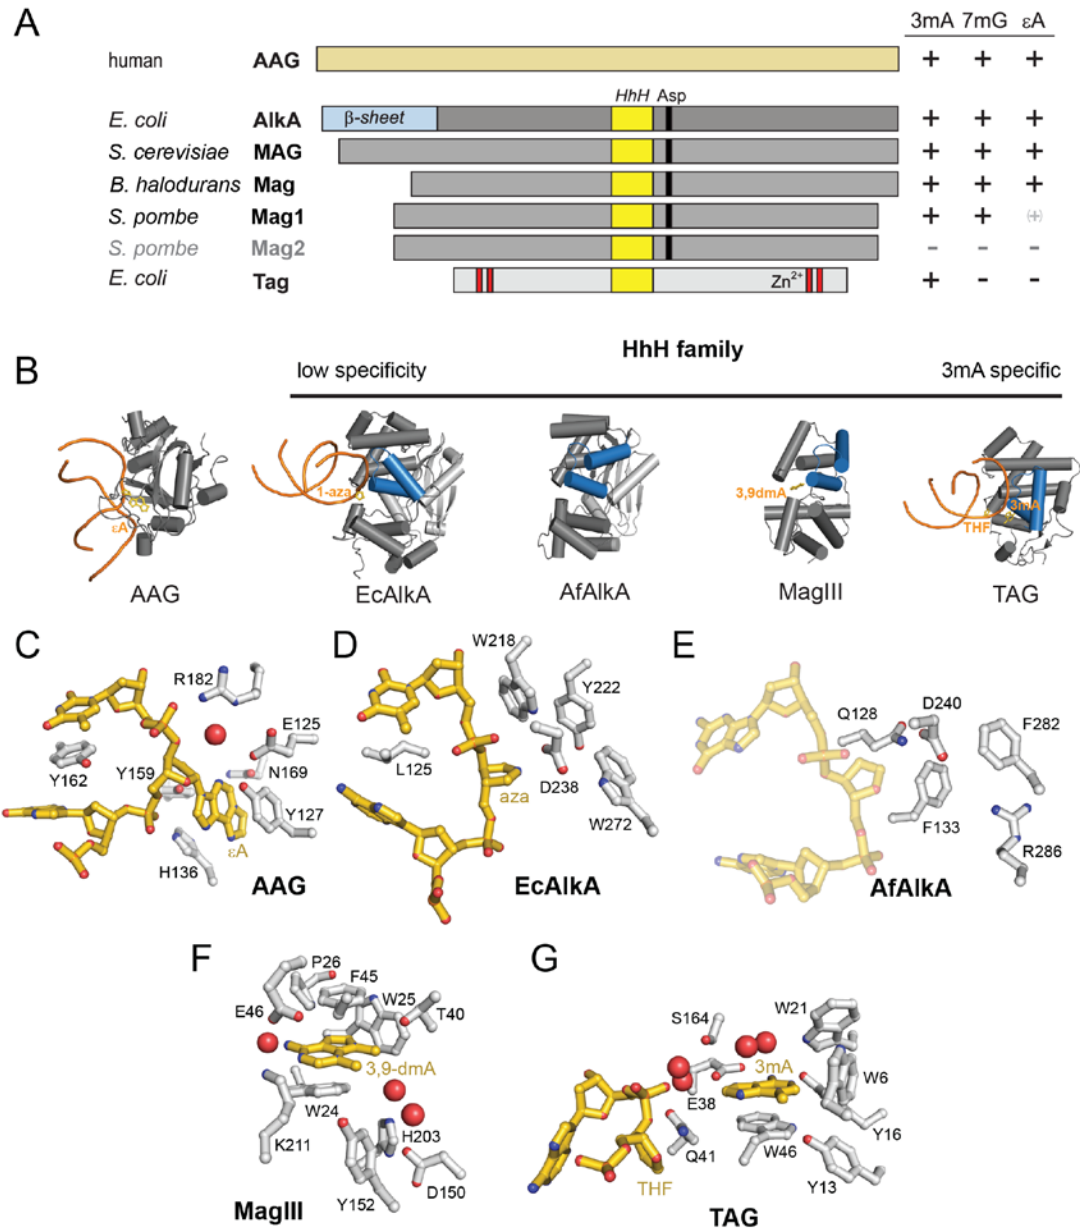 A
3mA 7mG εA
human AAG + + +
HhH Asp
E. coli AlkA β-sheet + + +
S. cerevisiae MAG + + +
B. halodurans Mag + + +
S. pombe Mag1 + + (+)
S. pombe Mag2 - - -
E. coli Tag Zn2+ + - -
HhH family
B low specificity 3mA specific
1-aza
3,9dmA
3mA
εA
THF
AAG EcAlkA AfAlkA MagIII TAG
C D E
W218
R182 Y222 Q128 D240
E125 F282
Y162 Y159 N169 L125 D238
aza
Y127 W272 F133
εA R286
H136
AAG EcAlkA AfAlkA
F G
P26
F45
E46 W25 T40 S164 W21
3,9-dmA 3mA
W6
W24 E38
K211 H203 Q41 W46 Y16
Y152 D150 THF Y13
MagIII TAG